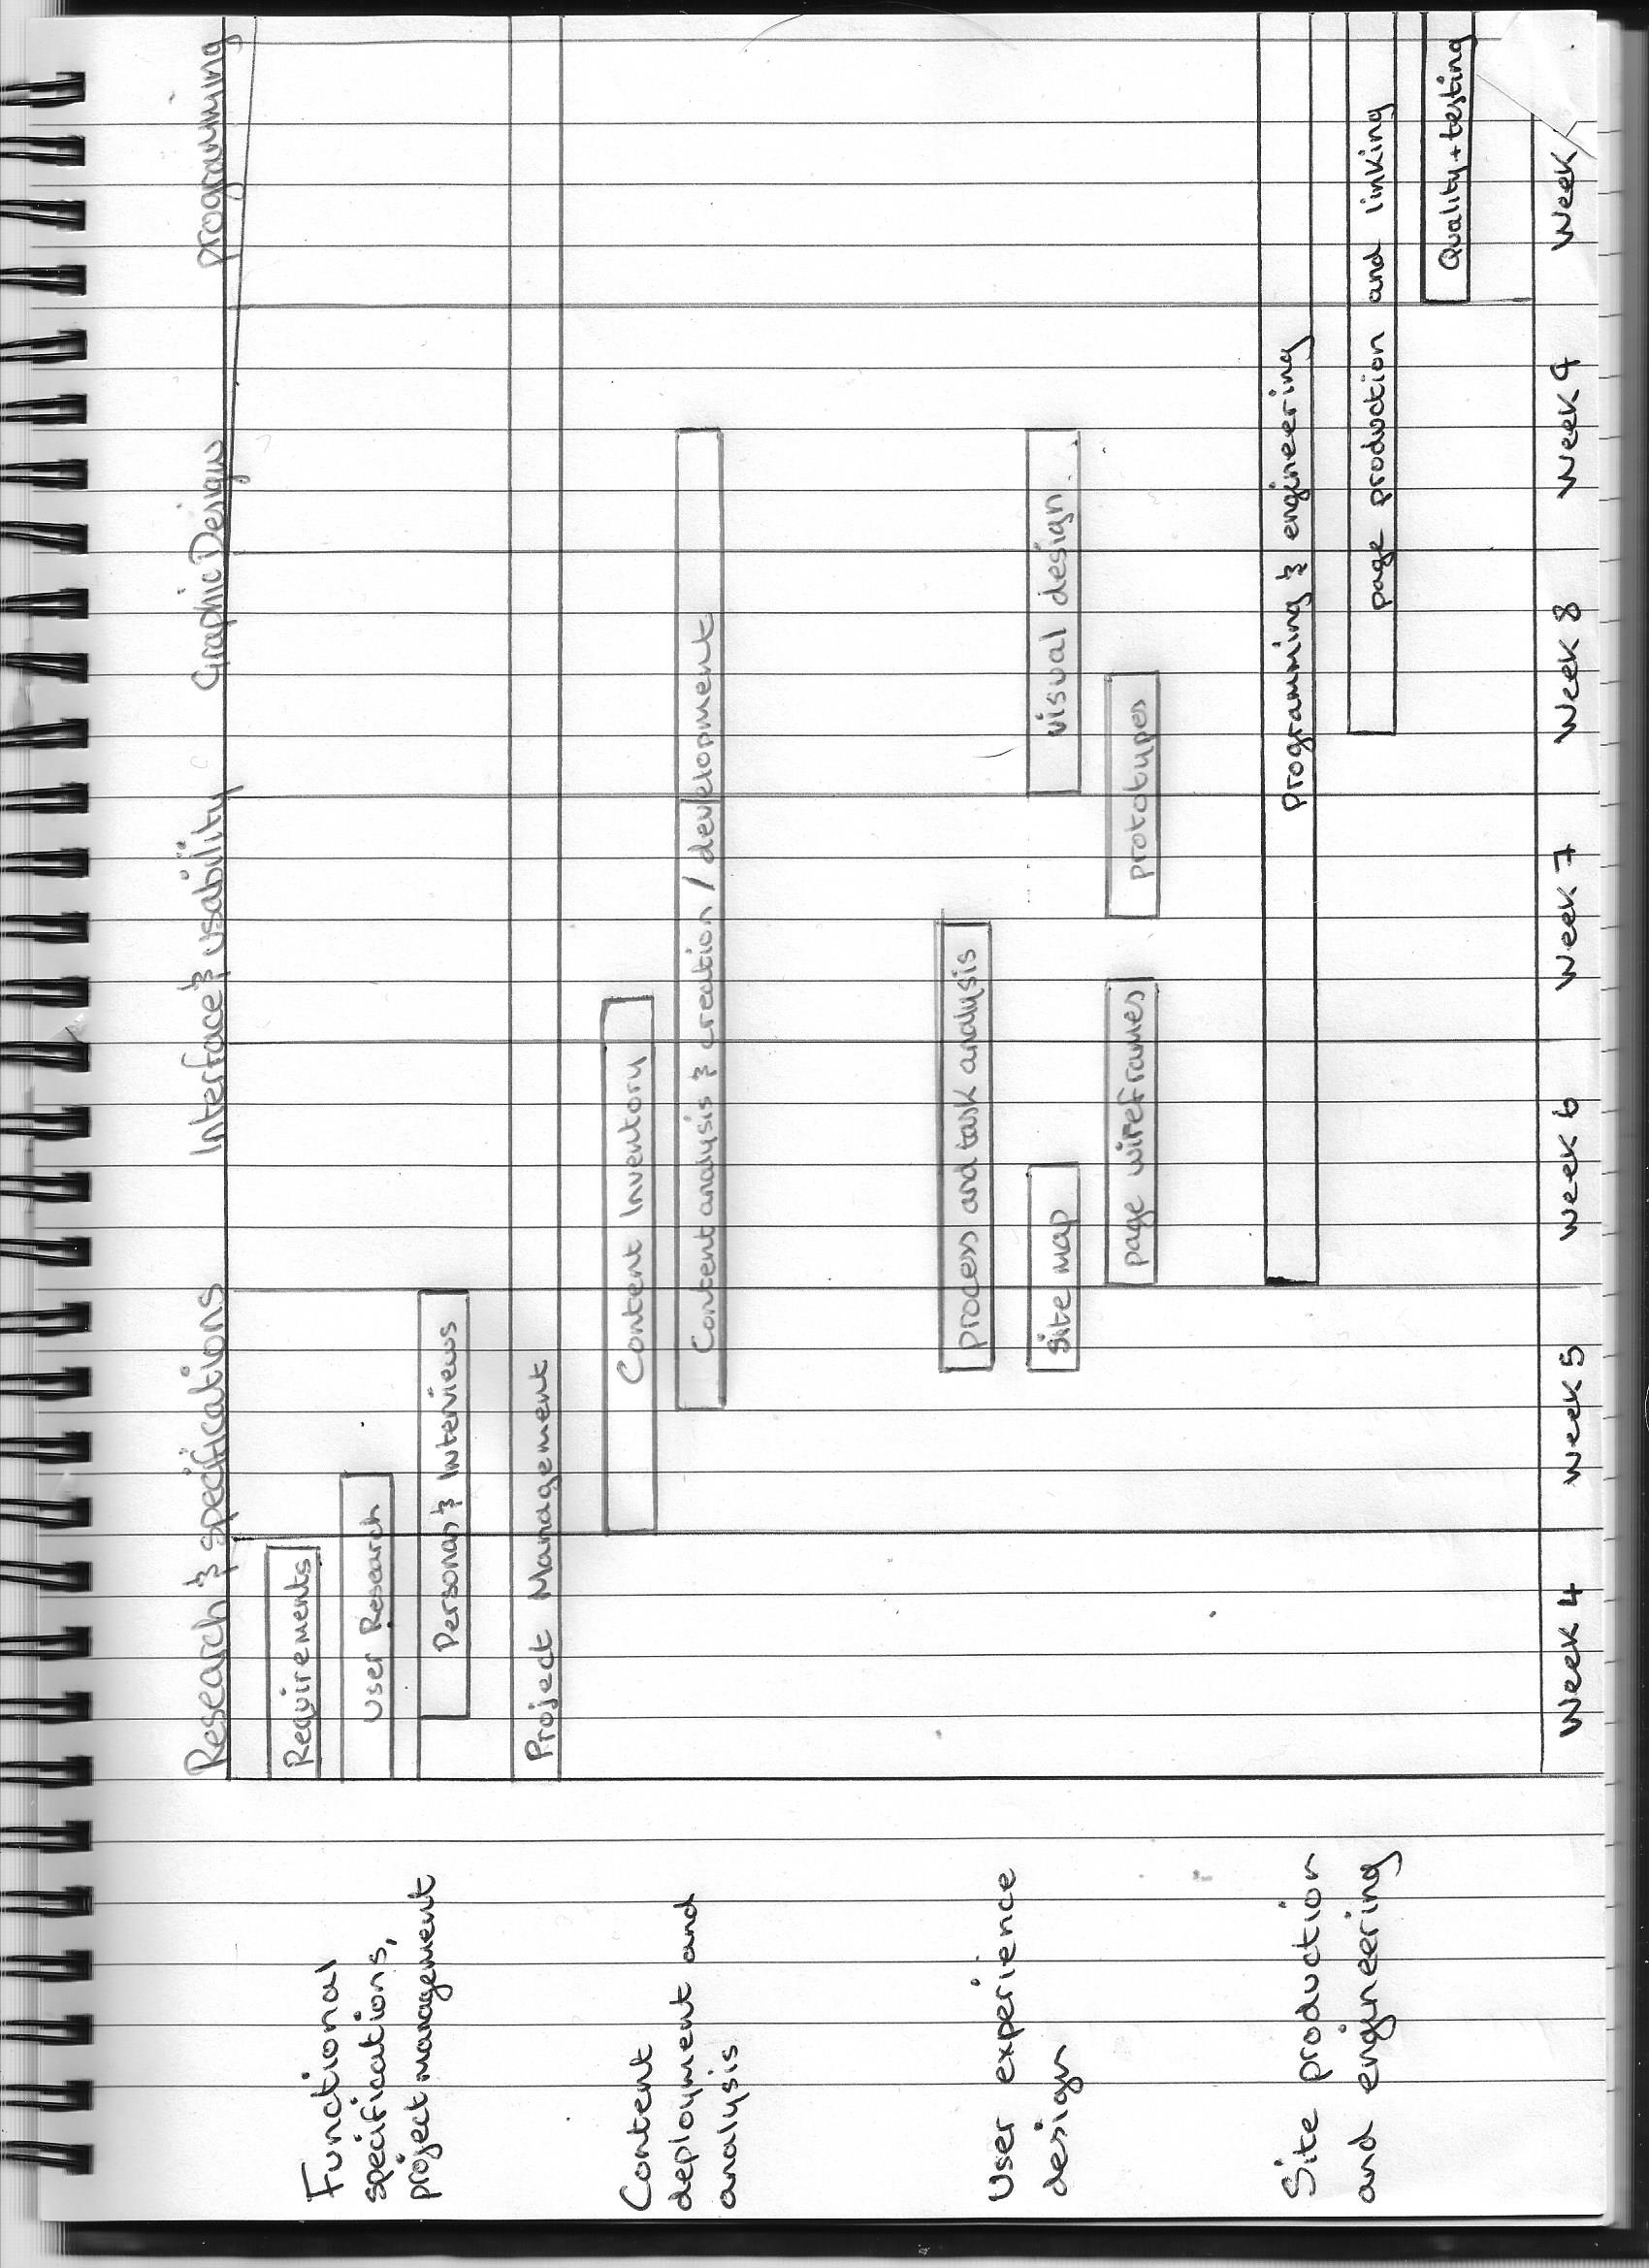 Research & specifications Interface & usability Graphic Design programming
Functional
specifications,
project management
Requirements
User Research
Personas & Interviews
Project Management
Content
deployment and
analysis
Content Inventory
Content analysis & creation / development
User experience
design
process and task analysis
Site map
visual design
page wireframes
prototypes
Site production
and engineering
Programing & engineering
page production and linking
Quality + testing
Week 4 Week 5 Week 6 Week 7 Week 8 Week 9 Week